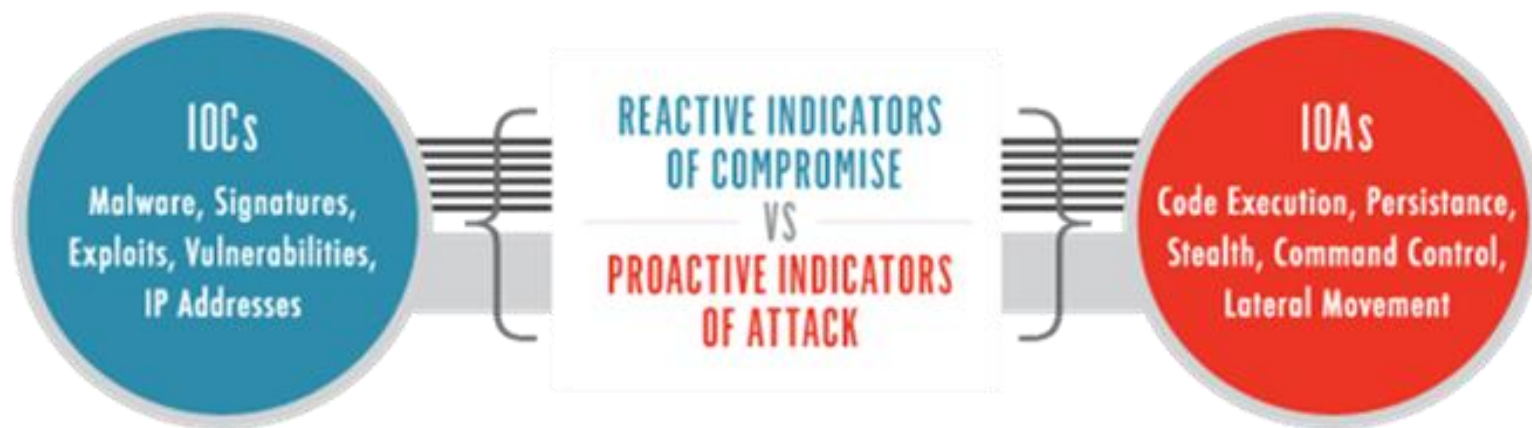 IOCs
Malware, Signatures,
Exploits, Vulnerabilities,
IP Addresses
REACTIVE INDICATORS
OF COMPROMISE
VS
PROACTIVE INDICATORS
OF ATTACK
IOAs
Code Execution, Persistance,
Stealth, Command Control,
Lateral Movement